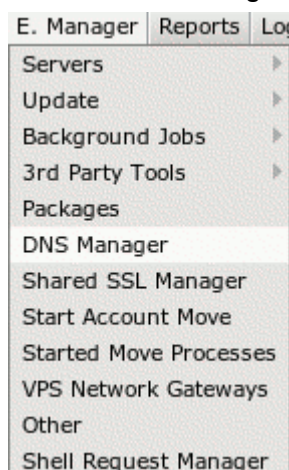 E. Manager Reports
Servers
Update
Background Jobs
3rd Party Tools
Packages
DNS Manager
Shared SSL Manager
Start Account Move
Started Move Processes
VPS Network Gateways
Other
Shell Request Manager